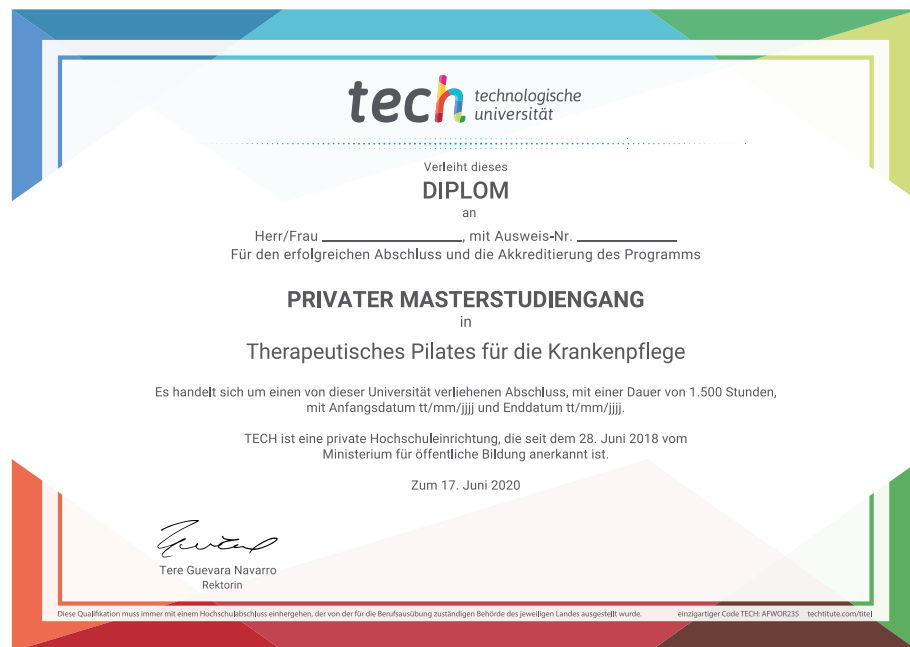 tech technologische
universität
Verleiht dieses
DIPLOM
an
Herr/Frau ____________________, mit Ausweis-Nr. ______________
Für den erfolgreichen Abschluss und die Akkreditierung des Programms
PRIVATER MASTERSTUDIENGANG
in
Therapeutisches Pilates für die Krankenpflege
Es handelt sich um einen von dieser Universität verliehenen Abschluss, mit einer Dauer von 1.500 Stunden,
mit Anfangsdatum tt/mm/jjjj und Enddatum tt/mm/jjjj.
TECH ist eine private Hochschuleinrichtung, die seit dem 28. Juni 2018 vom
Ministerium für öffentliche Bildung anerkannt ist.
Zum 17. Juni 2020
Tere Guevara Navarro
Rektorin
Diese Qualifikation muss immer mit einem Hochschulabschluss einhergehen, der von der für die Berufsausübung zuständigen Behörde des jeweiligen Landes ausgestellt wurde. einzigartiger Code TECH: AFWOR23S techtitute.com/titel